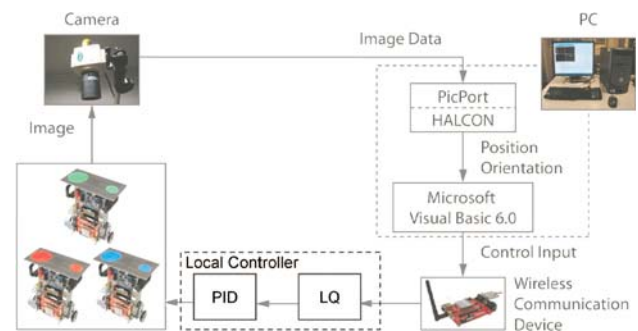 Camera
PC
Image Data
PicPort
HALCON
Image
Position
Orientation
Microsoft
Visual Basic 6.0
Control Input
Local Controller
PID
LQ
Wireless
Communication
Device